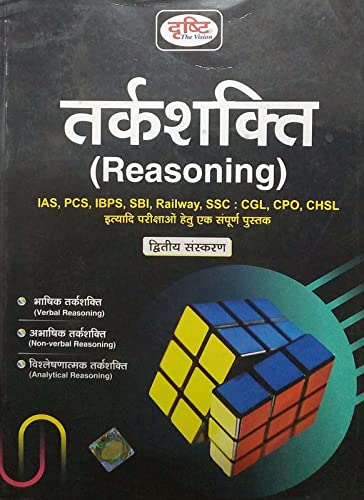 दृष्टि
The Vision
तर्कशक्ति
(Reasoning)
IAS, PCS, IBPS, SBI, Railway, SSC : CGL, CPO, CHSL
इत्यादि परीक्षाओं हेतु एक संपूर्ण पुस्तक
द्वितीय संस्करण
भाषिक तर्कशक्ति
(Verbal Reasoning)
अभाषिक तर्कशक्ति
(Non-verbal Reasoning)
विश्लेषणात्मक तर्कशक्ति
(Analytical Reasoning)